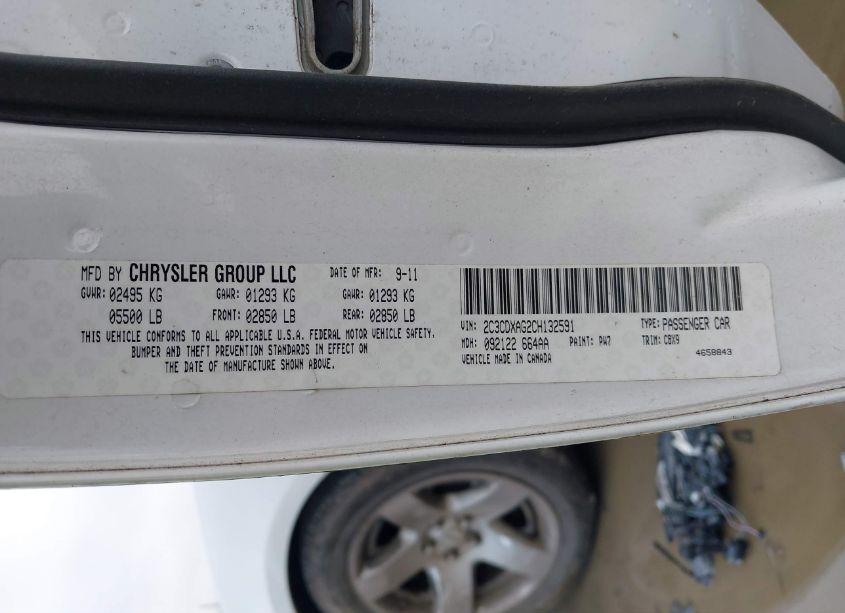 MFD BY CHRYSLER GROUP LLC DATE OF MFR: 9-11
GVWR: 02495 KG GAWR: 01293 KG GAWR: 01293 KG
05500 LB FRONT: 02850 LB REAR: 02850 LB
THIS VEHICLE CONFORMS TO ALL APPLICABLE U.S.A. FEDERAL MOTOR VEHICLE SAFETY,
BUMPER AND THEFT PREVENTION STANDARDS IN EFFECT ON
THE DATE OF MANUFACTURE SHOWN ABOVE.
VIN: 2C3CDXAG2CH132591 TYPE: PASSENGER CAR
MDH: 092122 664AA PAINT: PW7 TRIM: CBX9
VEHICLE MADE IN CANADA 4658843